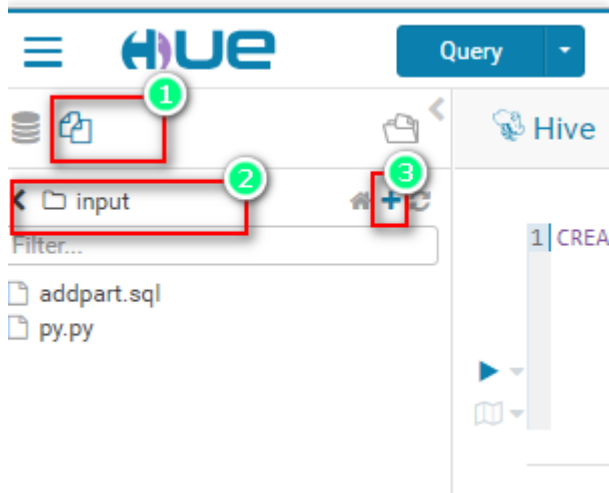 HUE
Query
1
Hive
2
3
input
Filter...
1 CREA
addpart.sql
py.py